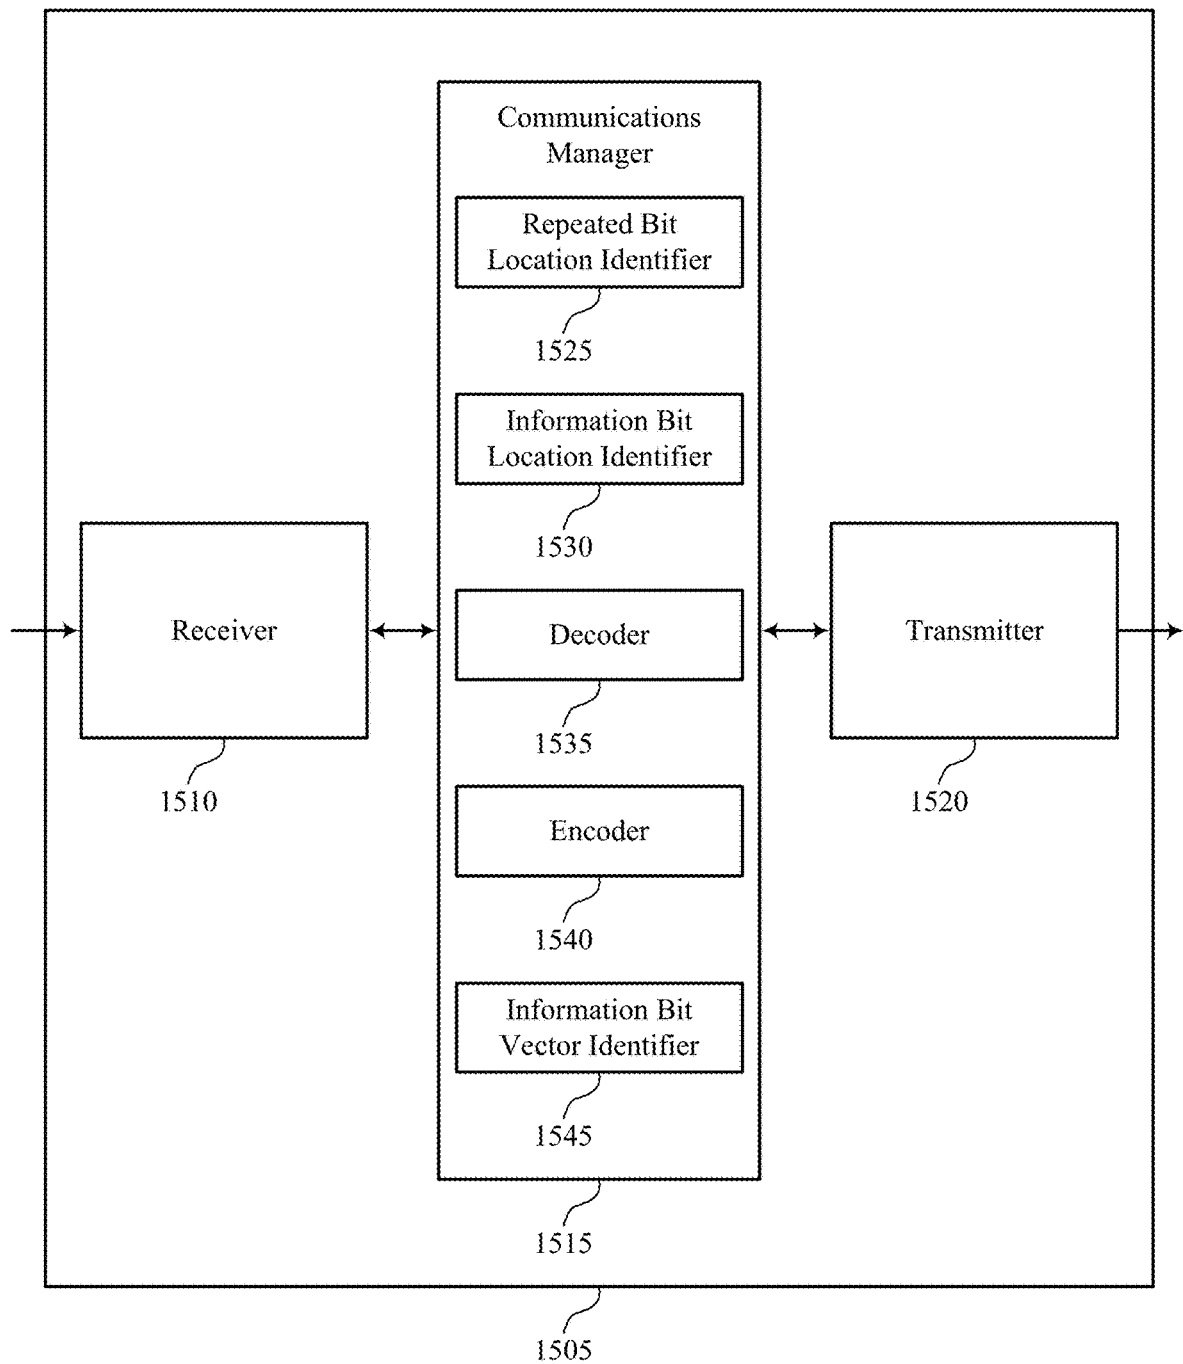 Communications
Manager
Repeated Bit
Location Identifier
1525
Information Bit
Location Identifier
1530
Receiver
1510
Decoder
1535
Transmitter
1520
Encoder
1540
Information Bit
Vector Identifier
1545
1515
1505